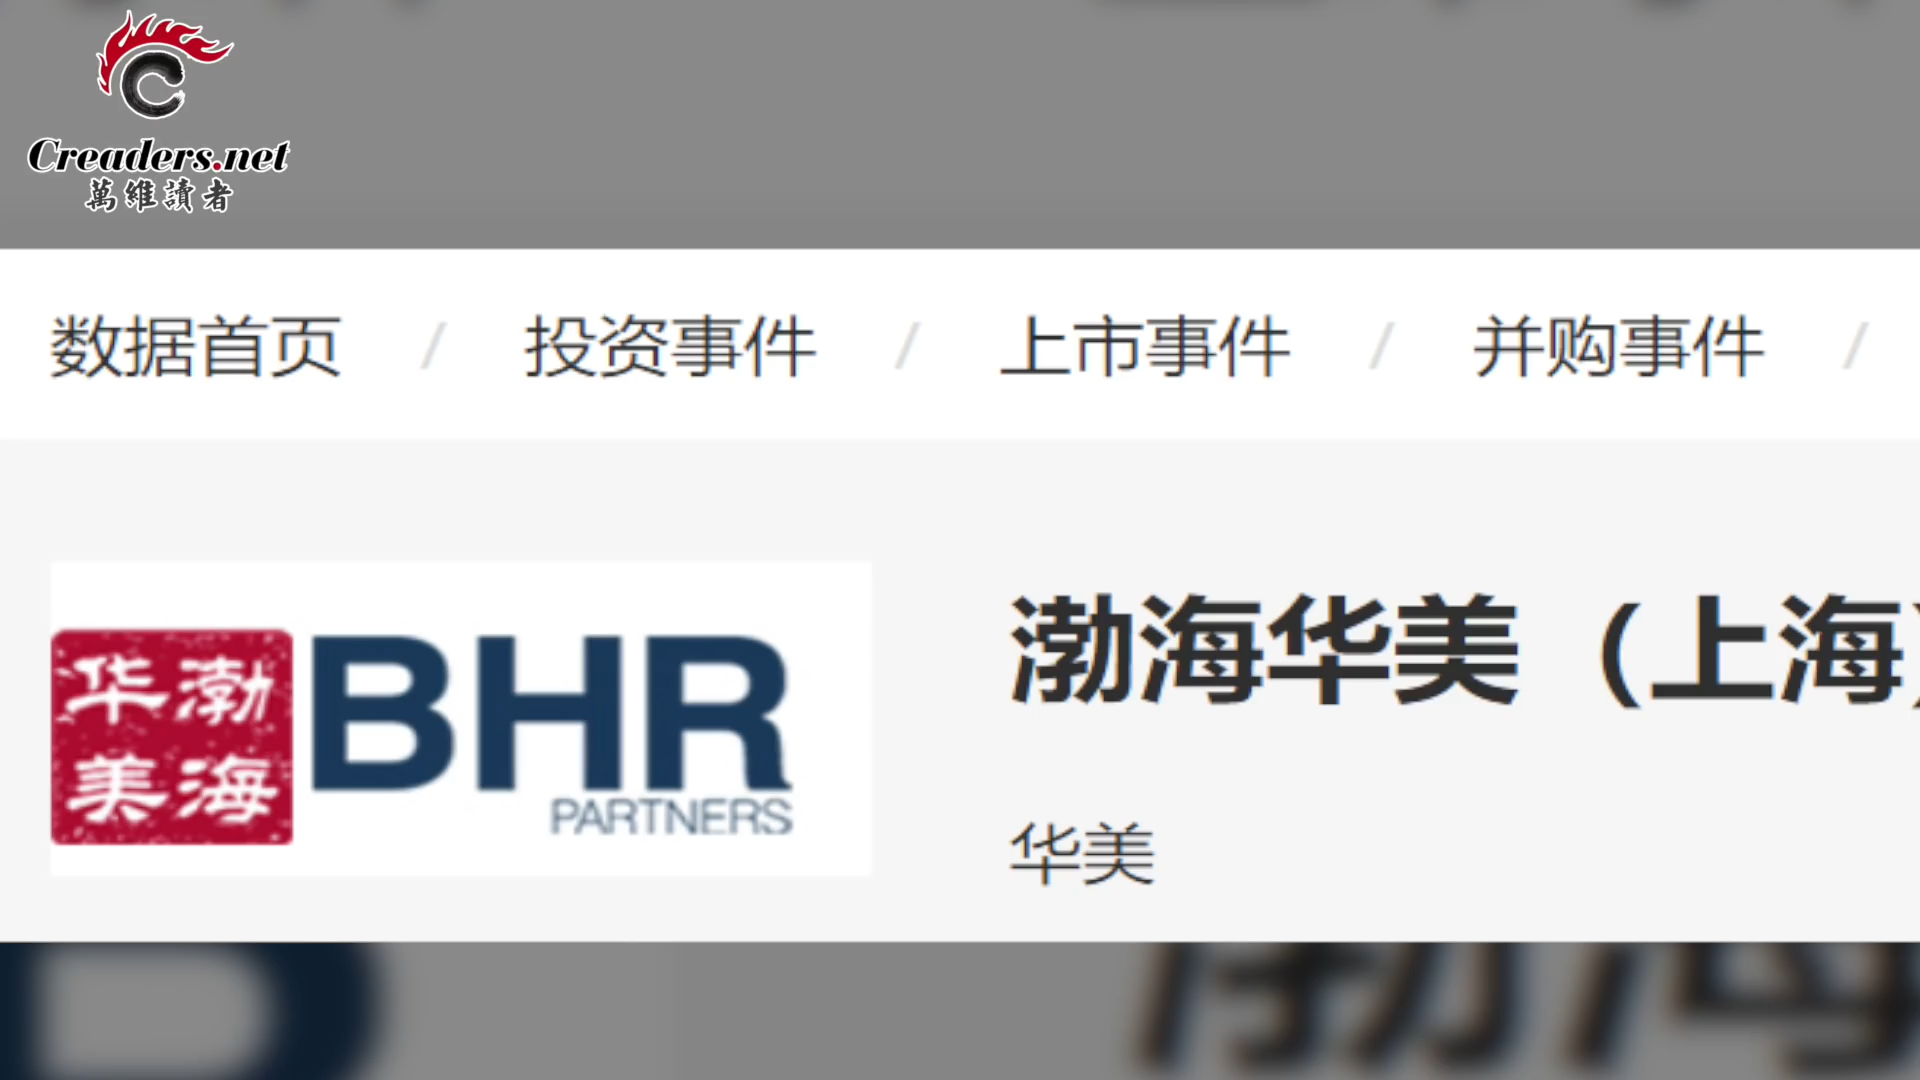 Creaders.net
萬維讀者
数据首页 / 投资事件 / 上市事件 / 并购事件 /
渤海华美（上海）
渤海
华美
BHR
PARTNERS
华美